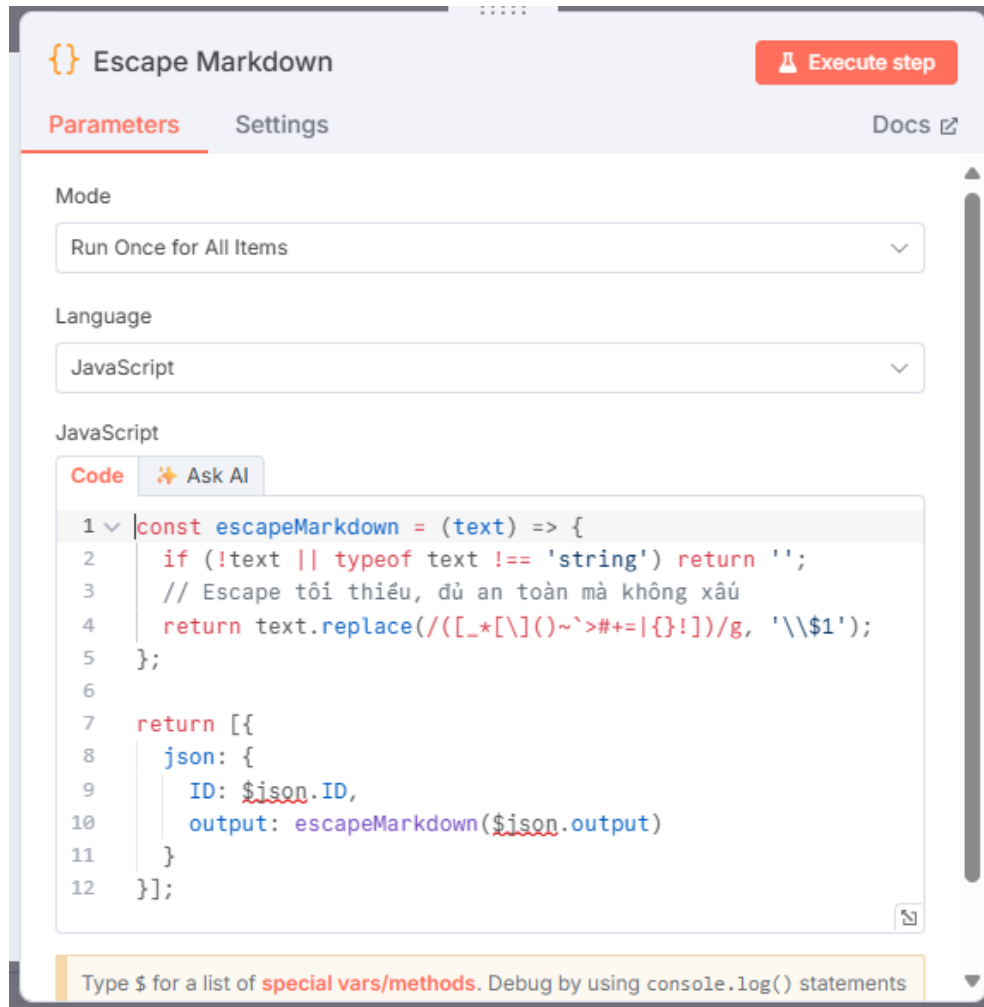 {} Escape Markdown
Execute step
Parameters
Settings
Docs
Mode
Run Once for All Items
Language
JavaScript
JavaScript
Code
Ask AI
1 const escapeMarkdown = (text) => {
2 if (!text || typeof text !== 'string') return '';
3 // Escape tối thiểu, đủ an toàn mà không xấu
4 return text.replace(/([_*[\]()~`>#+=|{}!])/g, '\\$1');
5 };
6
7 return [{
8 json: {
9 ID: $json.ID,
10 output: escapeMarkdown($json.output)
11 }
12 }];
Type $ for a list of special vars/methods. Debug by using console.log() statements